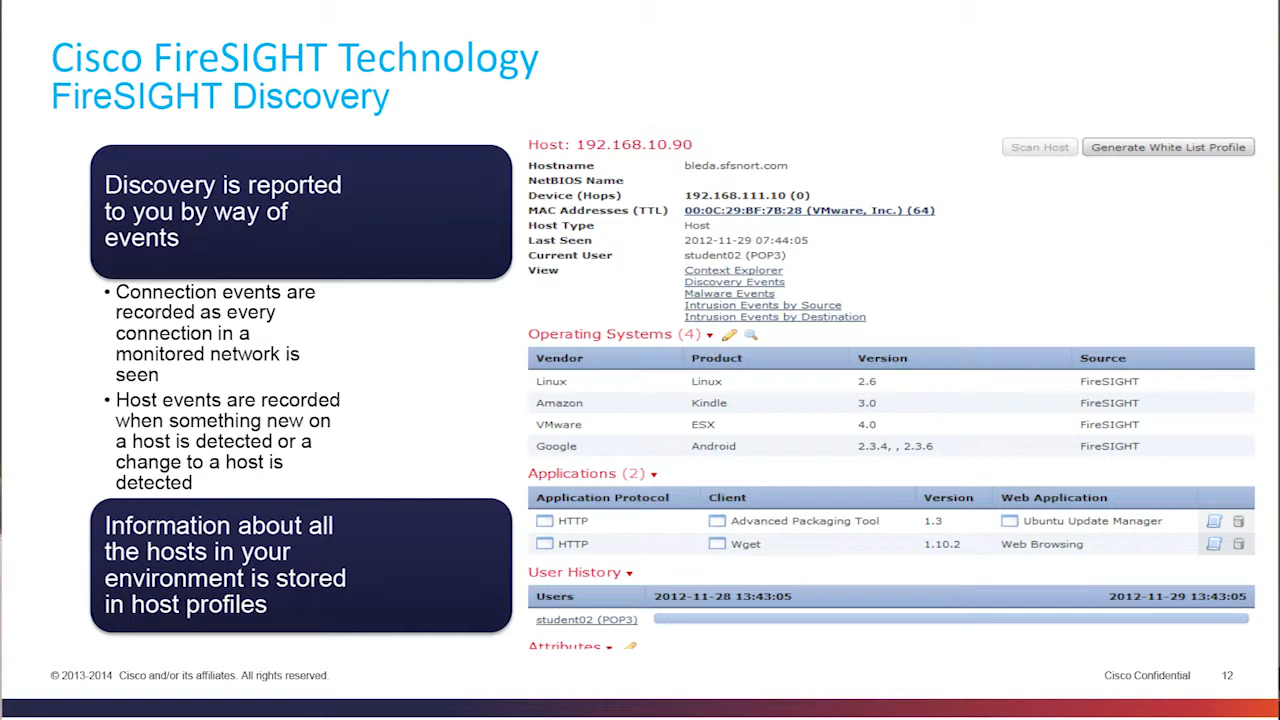 Cisco FireSIGHT Technology
FireSIGHT Discovery
Discovery is reported
to you by way of
events
• Connection events are
recorded as every
connection in a
monitored network is
seen
• Host events are recorded
when something new on
a host is detected or a
change to a host is
detected
Information about all
the hosts in your
environment is stored
in host profiles
Host: 192.168.10.90
Scan Host
Generate White List Profile
Hostname bleda.sfsnort.com
NetBIOS Name
Device (Hops) 192.168.111.10 (0)
MAC Addresses (TTL) 00:0C:29:BF:7B:28 (VMware, Inc.) (64)
Host Type Host
Last Seen 2012-11-29 07:44:05
Current User student02 (POP3)
View Context Explorer
Discovery Events
Malware Events
Intrusion Events by Source
Intrusion Events by Destination
Operating Systems (4)
Vendor Product Version Source
Linux Linux 2.6 FireSIGHT
Amazon Kindle 3.0 FireSIGHT
VMware ESX 4.0 FireSIGHT
Google Android 2.3.4, , 2.3.6 FireSIGHT
Applications (2)
Application Protocol Client Version Web Application
HTTP Advanced Packaging Tool 1.3 Ubuntu Update Manager
HTTP Wget 1.10.2 Web Browsing
User History
Users 2012-11-28 13:43:05 2012-11-29 13:43:05
student02 (POP3)
Attributes
© 2013-2014 Cisco and/or its affiliates. All rights reserved.
Cisco Confidential 12